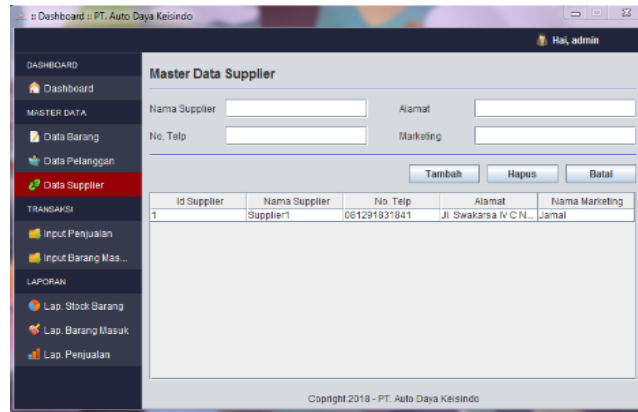 :: Dashboard :: PT. Auto Daya Keisindo
Hai, admin
DASHBOARD
Dashboard
MASTER DATA
Data Barang
Data Pelanggan
Data Supplier
TRANSAKSI
Input Penjualan
Input Barang Mas...
LAPORAN
Lap. Stock Barang
Lap. Barang Masuk
Lap. Penjualan
Master Data Supplier
Nama Supplier Alamat
No. Telp Marketing
Tambah Hapus Batal
Id Supplier Nama Supplier No. Telp Alamat Nama Marketing
1 Supplier1 081291831841 Jl. Swakarsa IV C N... Jamal
Copright 2018 - PT. Auto Daya Keisindo